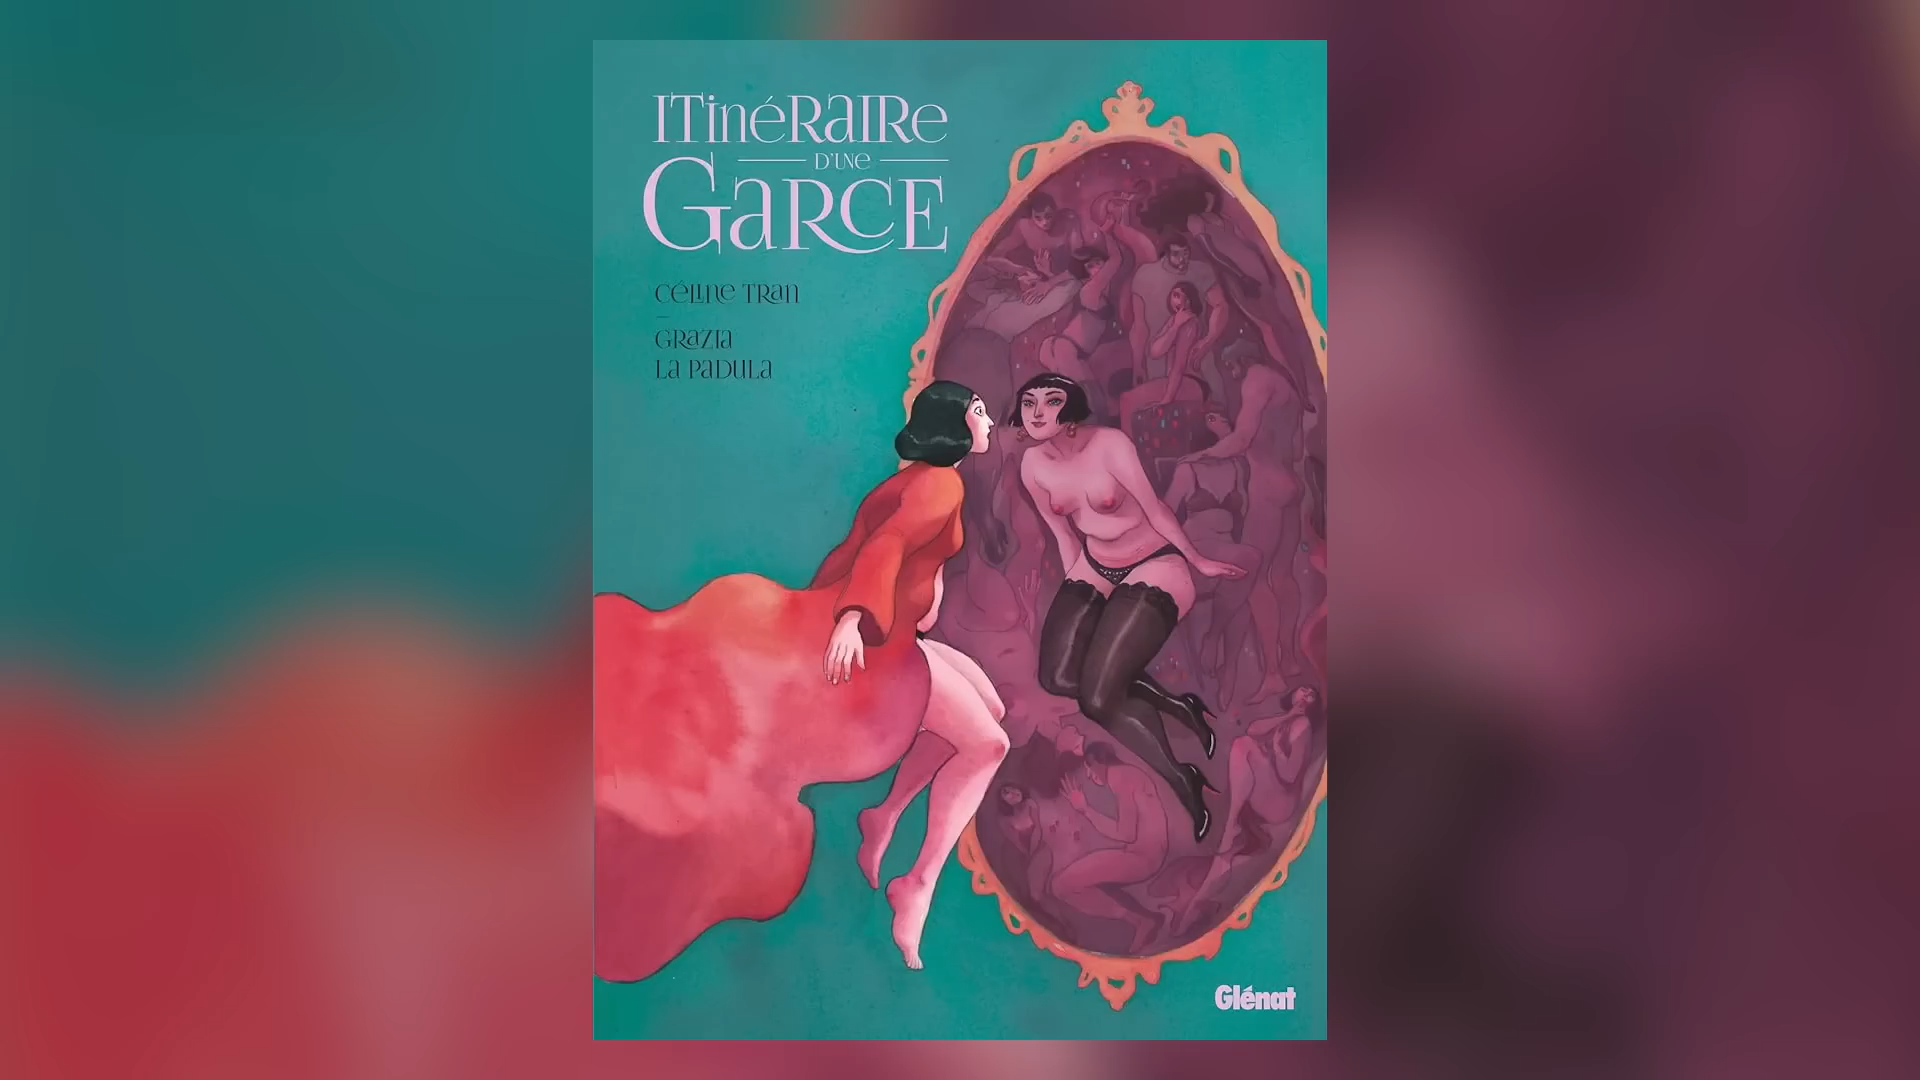 ITINÉRAIRE
D'UNE
GARCE
CÉLINE TRAN
GRAZIA
LA PADULA
Glénat